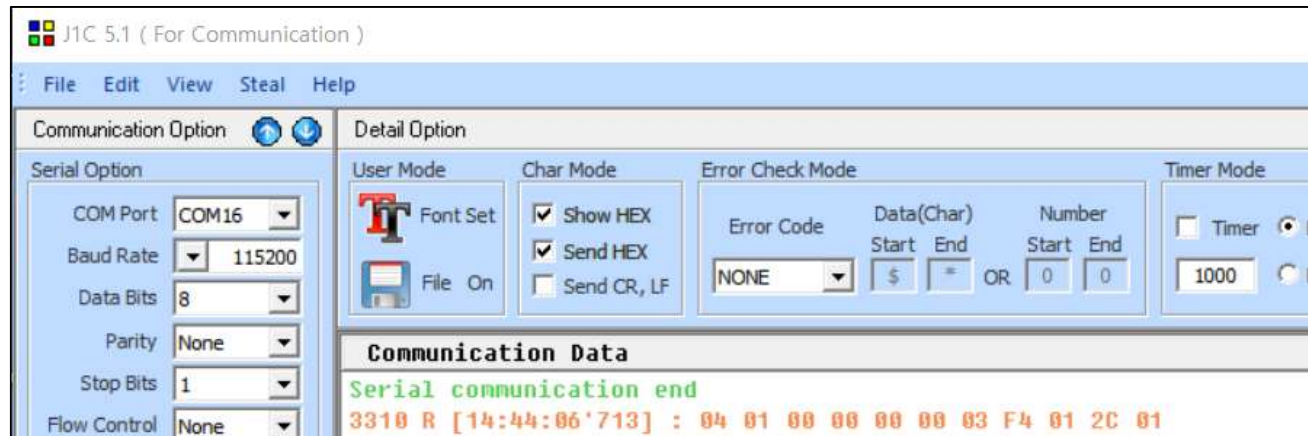 J1C 5.1 ( For Communication )
File Edit View Steal Help
Communication Option
Detail Option
Serial Option
COM Port COM16
Baud Rate 115200
Data Bits 8
Parity None
Stop Bits 1
Flow Control None
User Mode
Font Set
File On
Char Mode
Show HEX
Send HEX
Send CR, LF
Error Check Mode
Error Code
NONE
Data(Char)
Start End
$ *
OR
Number
Start End
0 0
Timer Mode
Timer
1000
Communication Data
Serial communication end
3310 R [14:44:06'713] : 04 01 00 00 00 00 03 F4 01 2C 01